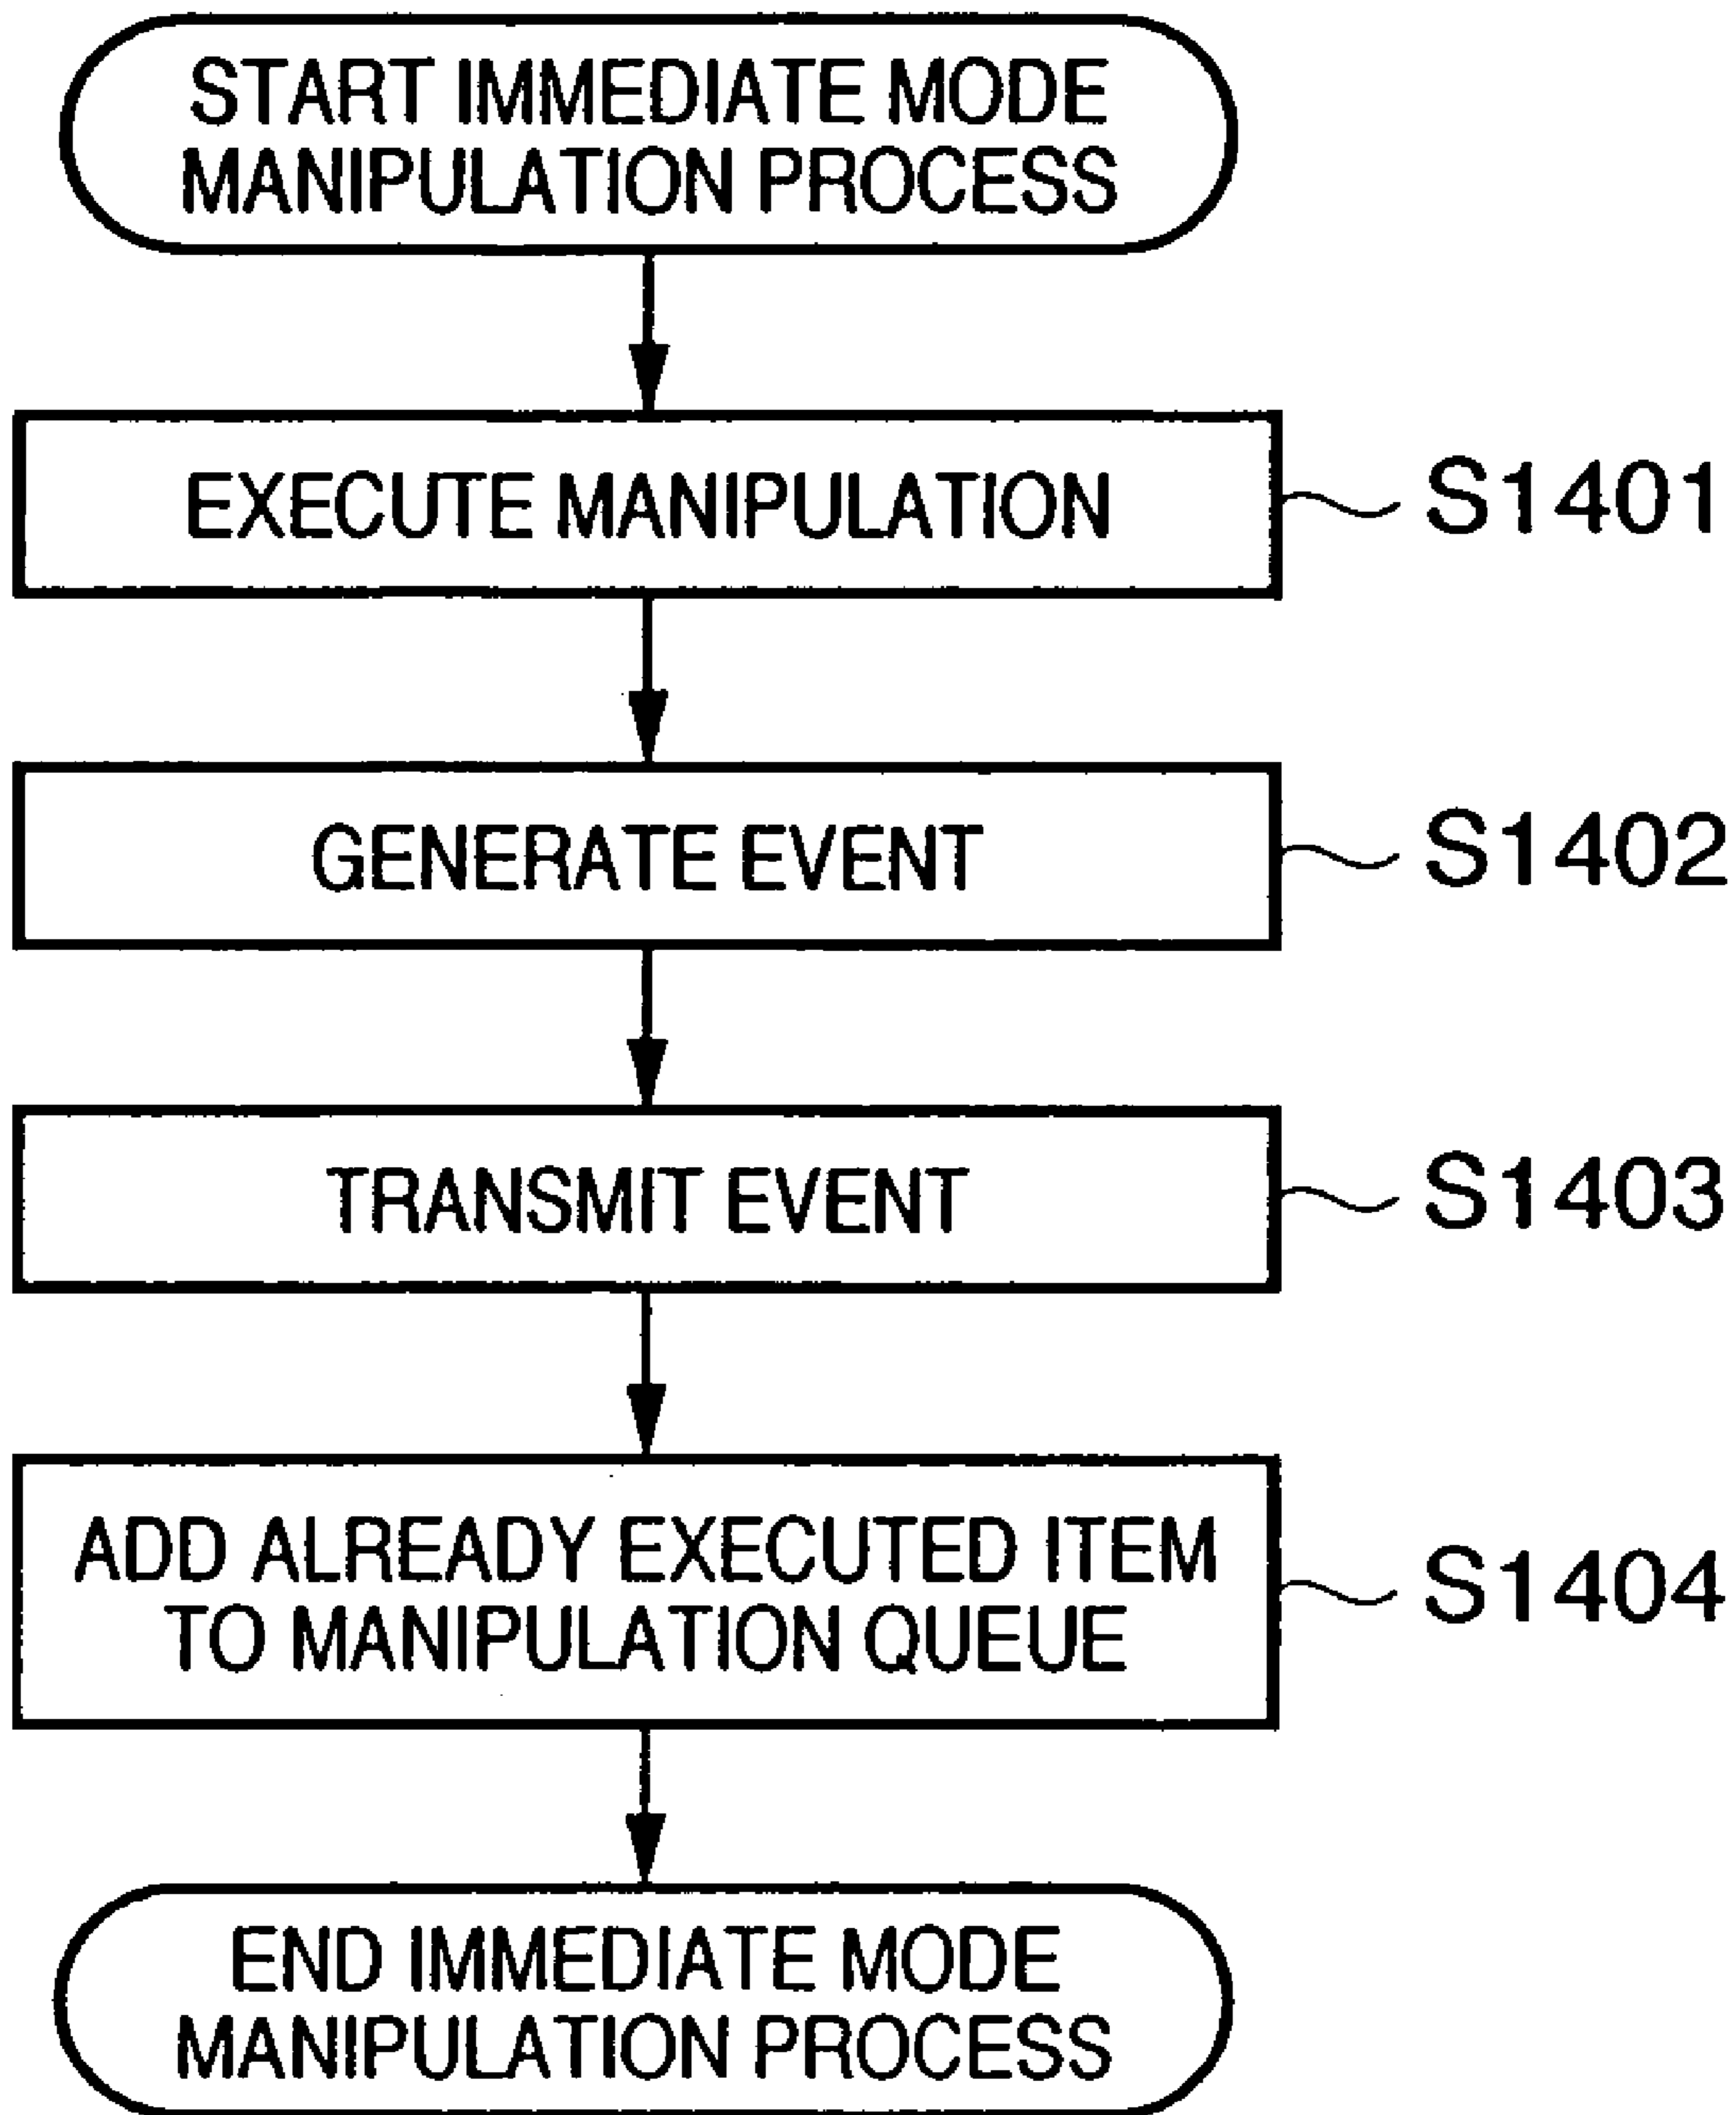 START IMMEDIATE MODE
MANIPULATION PROCESS
EXECUTE MANIPULATION
S1401
GENERATE EVENT
S1402
TRANSMIT EVENT
S1403
ADD ALREADY EXECUTED ITEM
TO MANIPULATION QUEUE
S1404
END IMMEDIATE MODE
MANIPULATION PROCESS